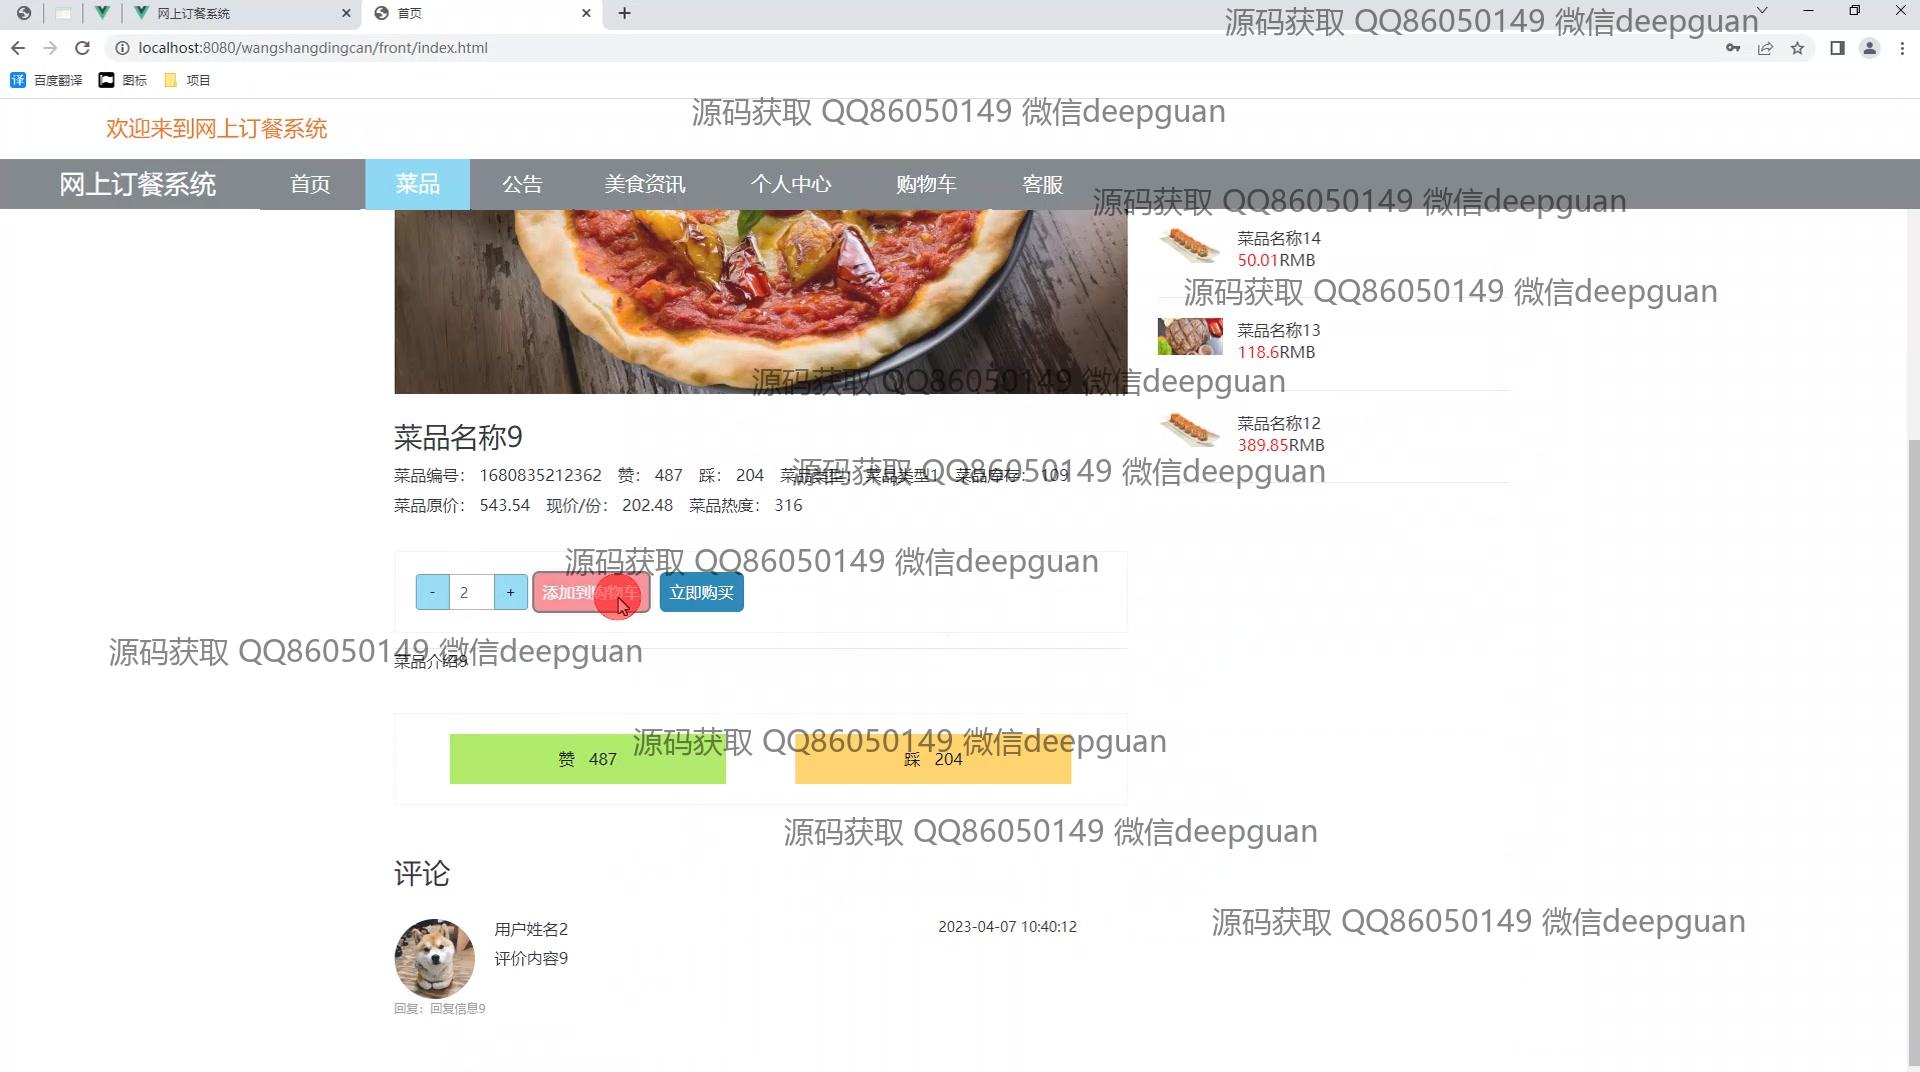 网上订餐系统
首页
源码获取 QQ86050149 微信deepguan
localhost:8080/wangshangdingcan/front/index.html
百度翻译 图标 项目
源码获取 QQ86050149 微信deepguan
欢迎来到网上订餐系统
网上订餐系统 首页 菜品 公告 美食资讯 个人中心 购物车 客服
源码获取 QQ86050149 微信deepguan
菜品名称14
50.01RMB
源码获取 QQ86050149 微信deepguan
菜品名称13
118.6RMB
源码获取 QQ86050149 微信deepguan
菜品名称12
389.85RMB
菜品名称9
菜品编号： 1680835212362 赞： 487 踩： 204 菜品类型： 菜品类型1 菜品库存： 109
源码获取 QQ86050149 微信deepguan
菜品原价： 543.54 现价/份： 202.48 菜品热度： 316
源码获取 QQ86050149 微信deepguan
- 2 + 添加到购物车 立即购买
源码获取 QQ86050149 微信deepguan
菜品介绍9
源码获取 QQ86050149 微信deepguan
赞 487 踩 204
源码获取 QQ86050149 微信deepguan
评论
用户姓名2 2023-04-07 10:40:12
评价内容9
源码获取 QQ86050149 微信deepguan
回复：回复信息9